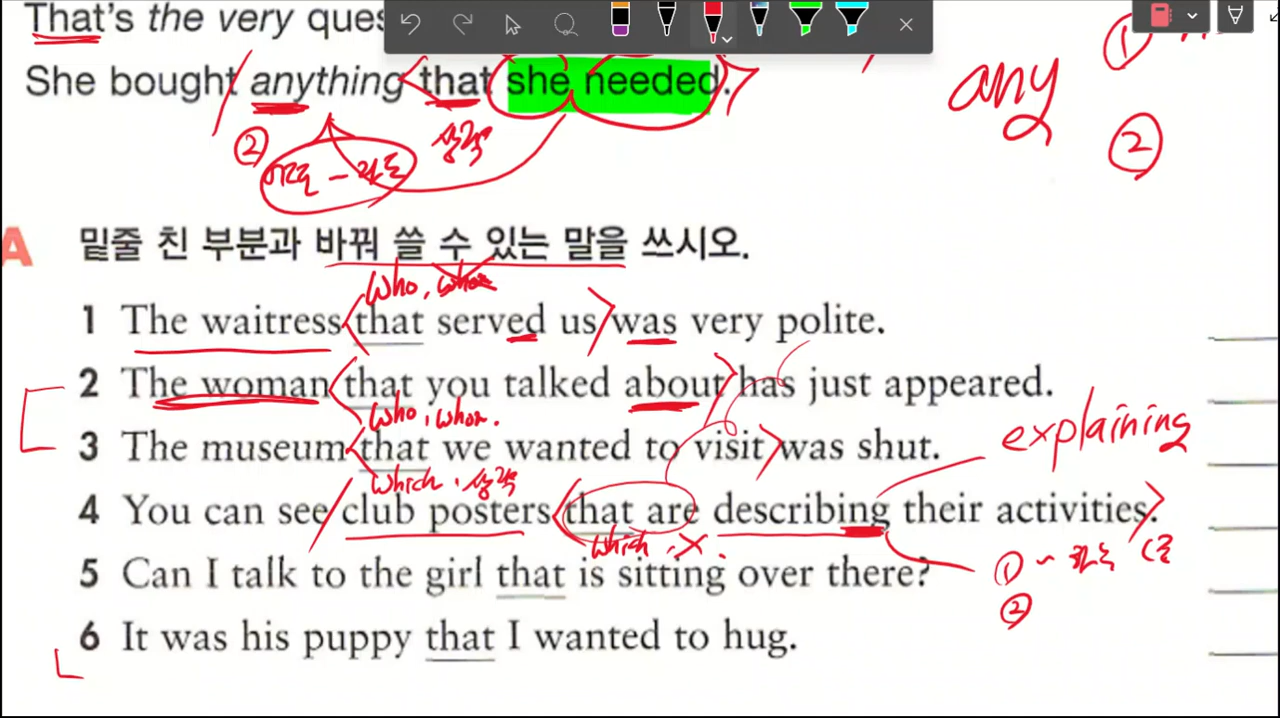 That's the very ques
She bought anything that she needed.
any
①
②
②
생략
A 밑줄 친 부분과 바꿔 쓸 수 있는 말을 쓰시오.
who, whom
1 The waitress that served us was very polite.
2 The woman that you talked about has just appeared.
who, whom.
3 The museum that we wanted to visit was shut.
explaining
which. 생략
4 You can see club posters that are describing their activities.
which. X.
① ~ 하는
5 Can I talk to the girl that is sitting over there?
②
6 It was his puppy that I wanted to hug.